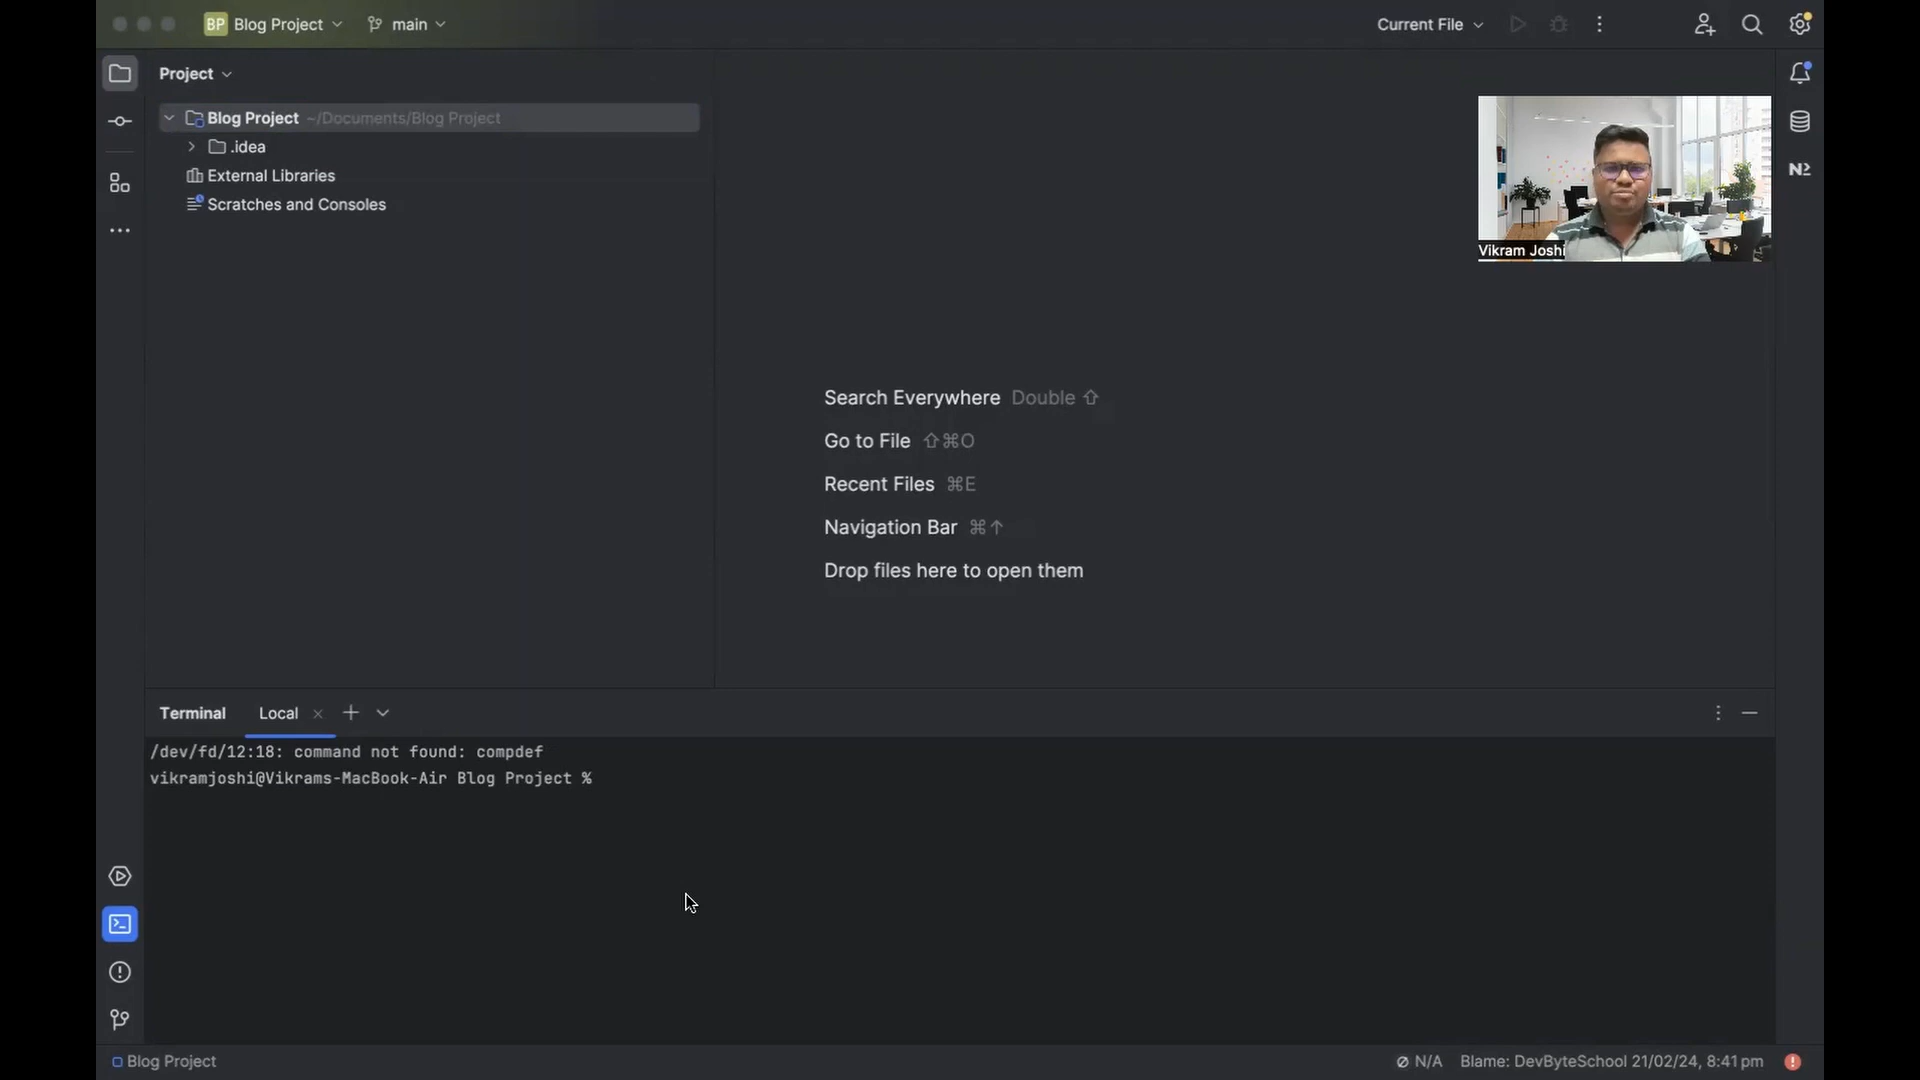 BP Blog Project
main
Current File
Project
Blog Project ~/Documents/Blog Project
.idea
External Libraries
Scratches and Consoles
Vikram Joshi
N2
Search Everywhere Double ⇧
Go to File ⇧⌘O
Recent Files ⌘E
Navigation Bar ⌘↑
Drop files here to open them
Terminal
Local
/dev/fd/12:18: command not found: compdef
vikramjoshi@Vikrams-MacBook-Air Blog Project %
Blog Project
N/A
Blame: DevByteSchool 21/02/24, 8:41 pm